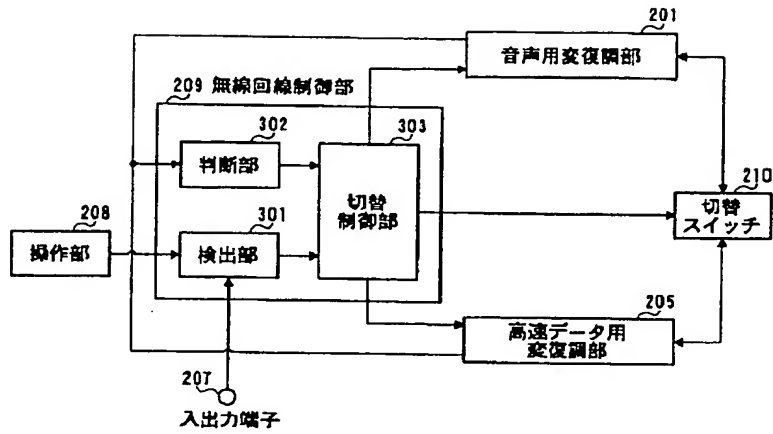 201
音声用変復調部
209 無線回線制御部
302
判断部
303
切替
制御部
210
切替
スイッチ
208
操作部
301
検出部
205
高速データ用
変復調部
207
入出力端子